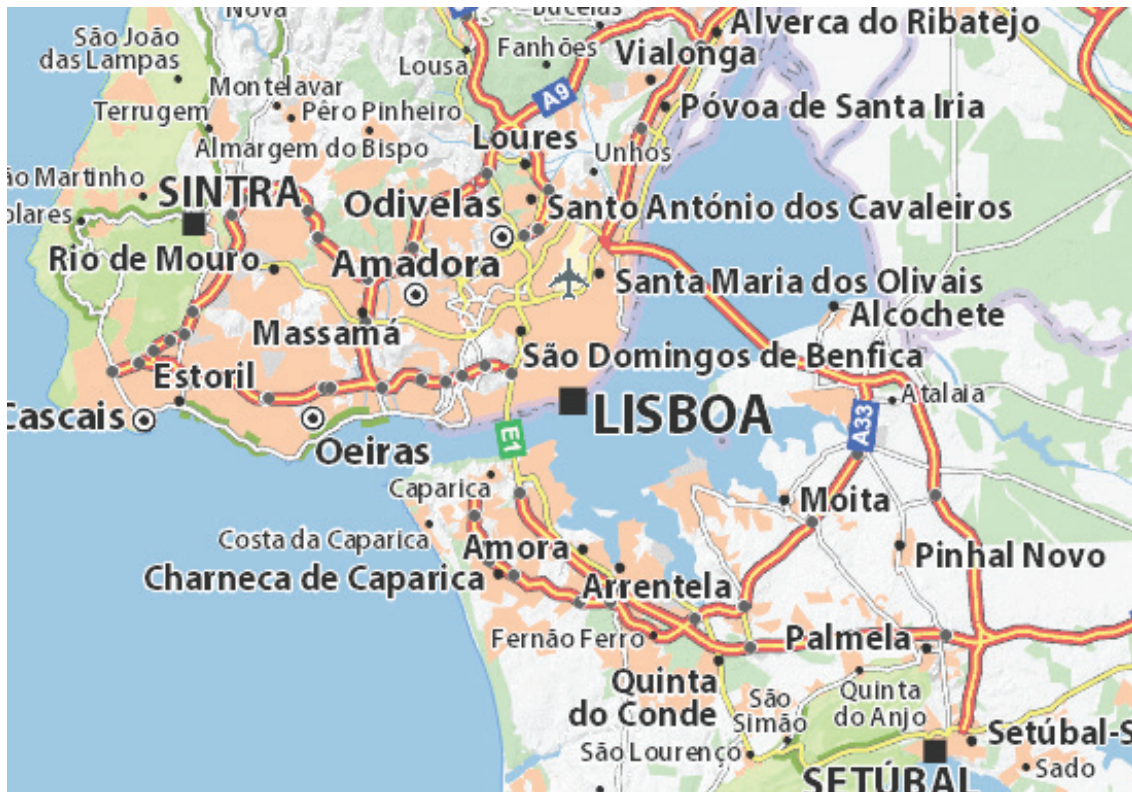 Nova
Bucelas
Alverca do Ribatejo
São João
das Lampas
Fanhões
Vialonga
Lousa
Montelavar
A9
Terrugem
Pêro Pinheiro
Póvoa de Santa Iria
Loures
Almargem do Bispo
Unhos
SINTRA
Odivelas
Santo António dos Cavaleiros
Rio de Mouro
Amadora
Santa Maria dos Olivais
Alcochete
Massamá
São Domingos de Benfica
Estoril
Atalaia
Cascais
LISBOA
A33
E1
Oeiras
Caparica
Moita
Costa da Caparica
Amora
Pinhal Novo
Charneca de Caparica
Arrentela
Fernão Ferro
Palmela
Quinta
do Conde
São
Simão
Quinta
do Anjo
São Lourenço
Setúbal-S
SETÚBAL
Sado